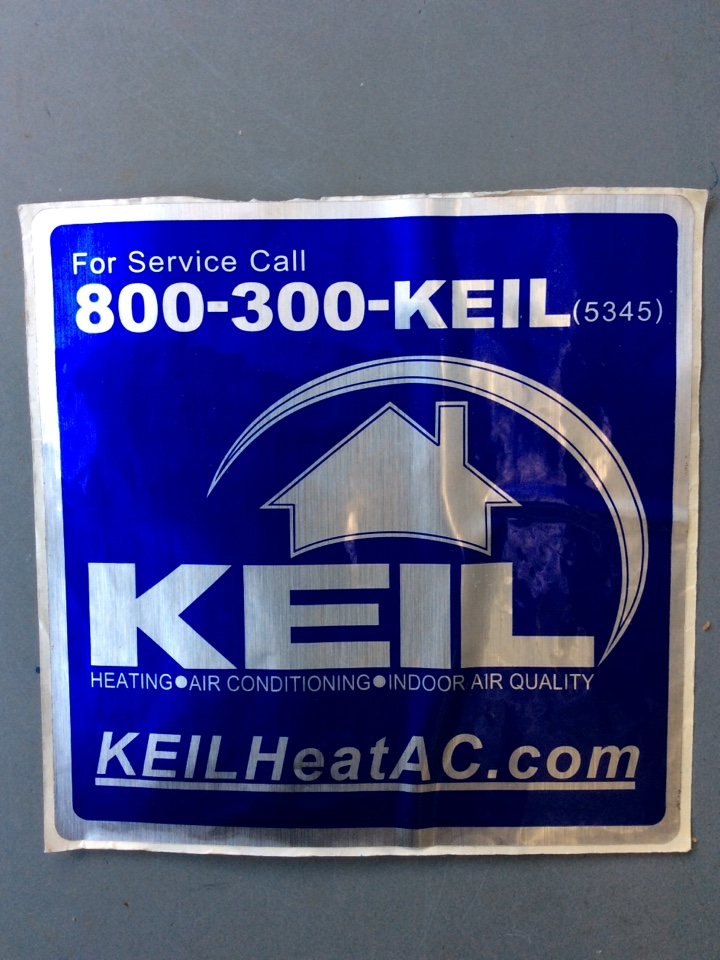 For Service Call
800-300-KEIL(5345)
KEIL
HEATING●AIR CONDITIONING●INDOOR AIR QUALITY
KEILHeatAC.com